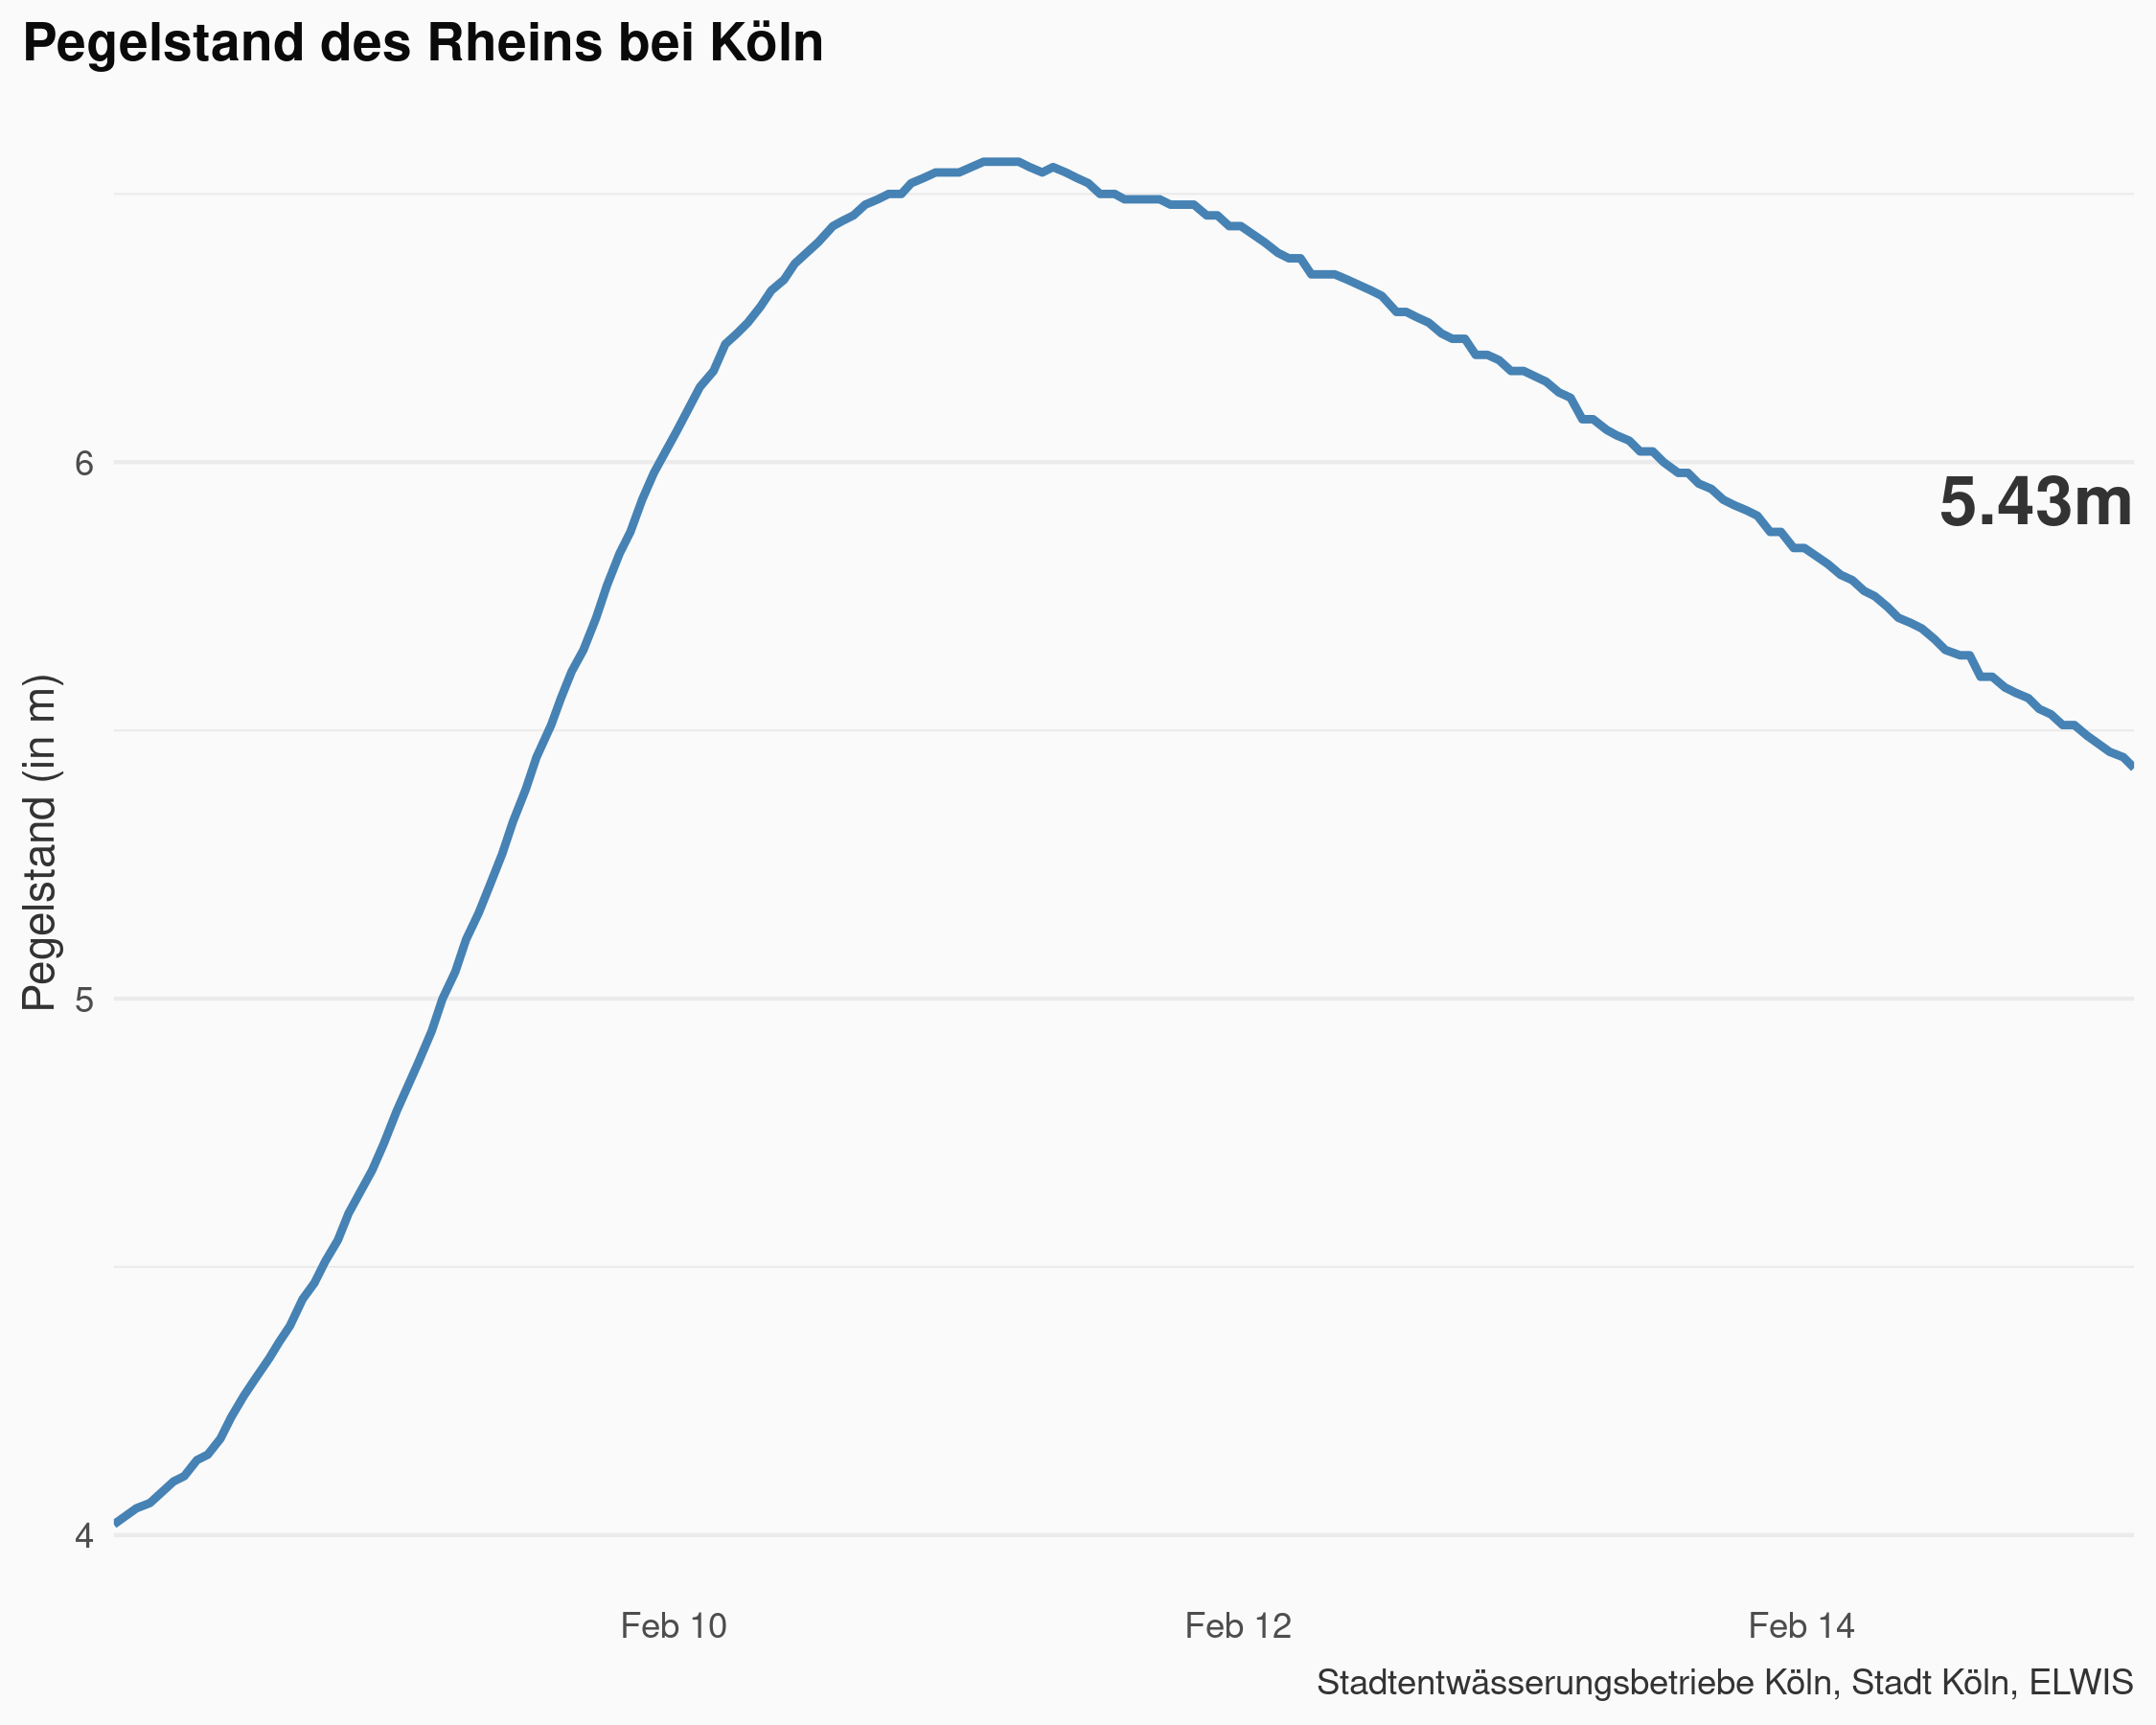 Pegelstand des Rheins bei Köln
Pegelstand (in m)
6
5
4
5.43m
Feb 10
Feb 12
Feb 14
Stadtentwässerungsbetriebe Köln, Stadt Köln, ELWIS